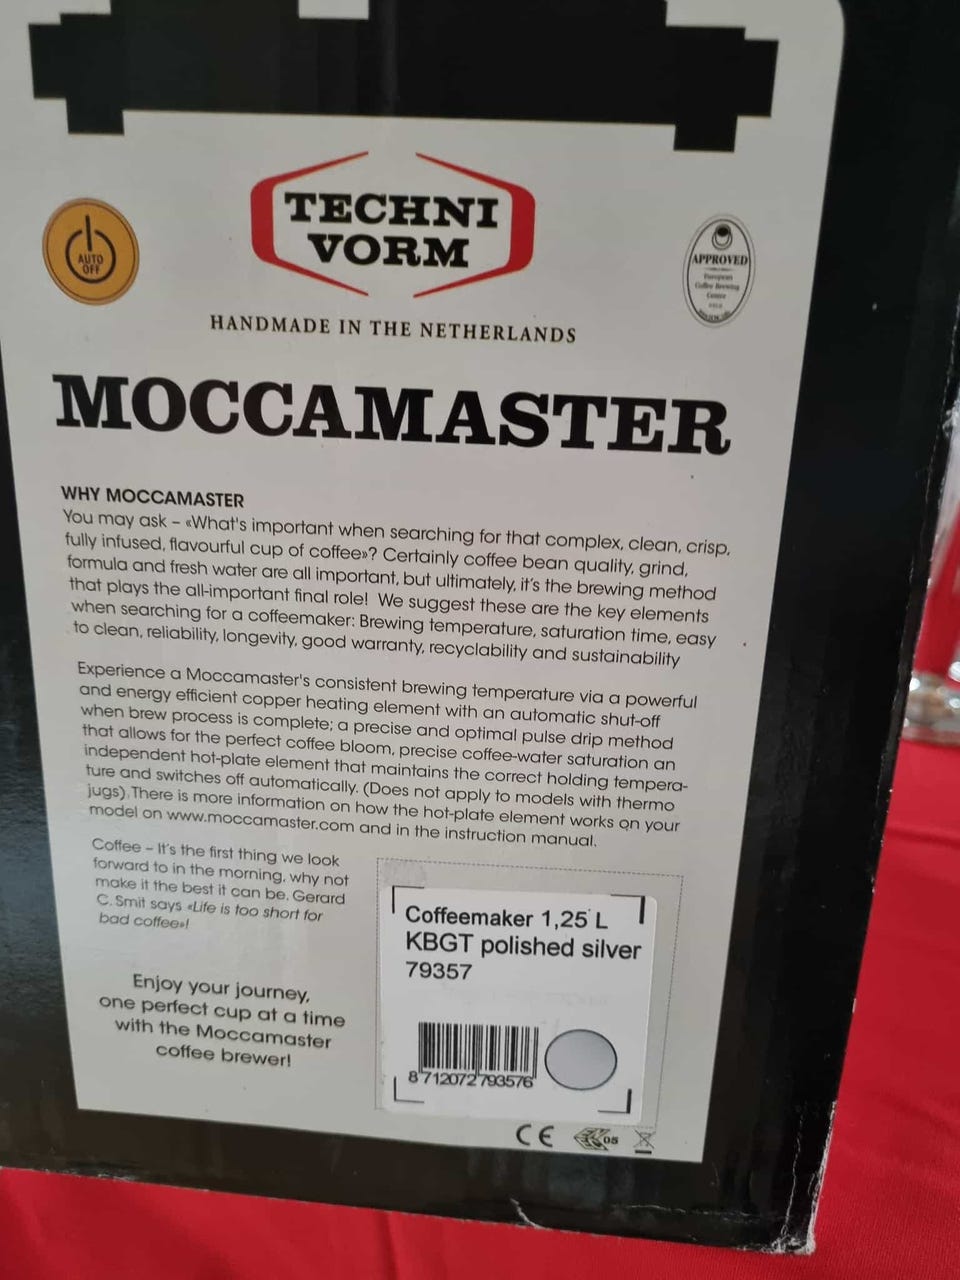 AUTO
OFF
TECHNI
VORM
APPROVED
European
Coffee Brewing
Centre
HANDMADE IN THE NETHERLANDS
MOCCAMASTER
WHY MOCCAMASTER
You may ask – «What's important when searching for that complex, clean, crisp,
fully infused, flavourful cup of coffee»? Certainly coffee bean quality, grind,
formula and fresh water are all important, but ultimately, it's the brewing method
that plays the all-important final role! We suggest these are the key elements
when searching for a coffeemaker: Brewing temperature, saturation time, easy
to clean, reliability, longevity, good warranty, recyclability and sustainability
Experience a Moccamaster's consistent brewing temperature via a powerful
and energy efficient copper heating element with an automatic shut-off
when brew process is complete; a precise and optimal pulse drip method
that allows for the perfect coffee bloom, precise coffee-water saturation an
independent hot-plate element that maintains the correct holding tempera-
ture and switches off automatically. (Does not apply to models with thermo
jugs). There is more information on how the hot-plate element works on your
model on www.moccamaster.com and in the instruction manual.
Coffee – It's the first thing we look
forward to in the morning, why not
make it the best it can be. Gerard
C. Smit says «Life is too short for
bad coffee»!
Enjoy your journey,
one perfect cup at a time
with the Moccamaster
coffee brewer!
Coffeemaker 1,25 L
KBGT polished silver
79357
8 712072 793576
CE
05